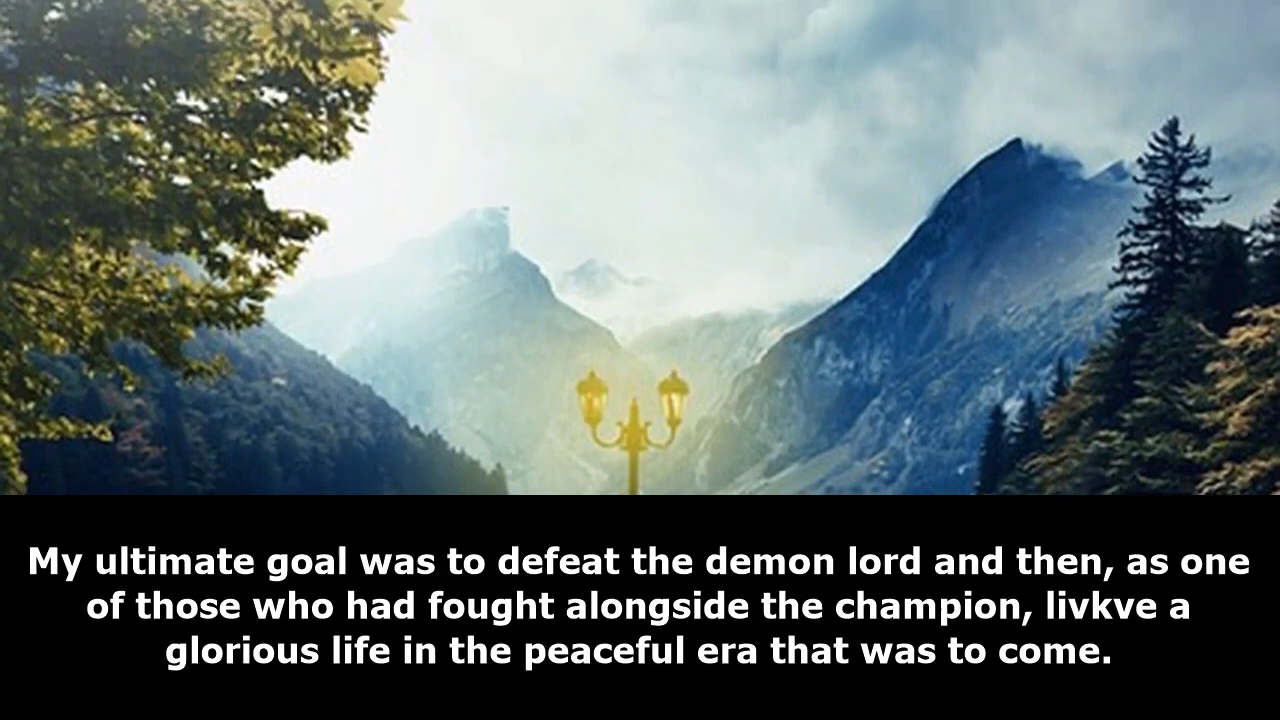 My ultimate goal was to defeat the demon lord and then, as one
of those who had fought alongside the champion, livkve a
glorious life in the peaceful era that was to come.